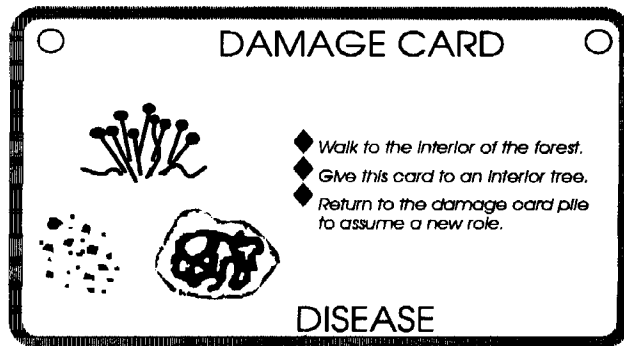 DAMAGE CARD
Walk to the interior of the forest.
Give this card to an interior tree.
Return to the damage card pile
to assume a new role.
DISEASE